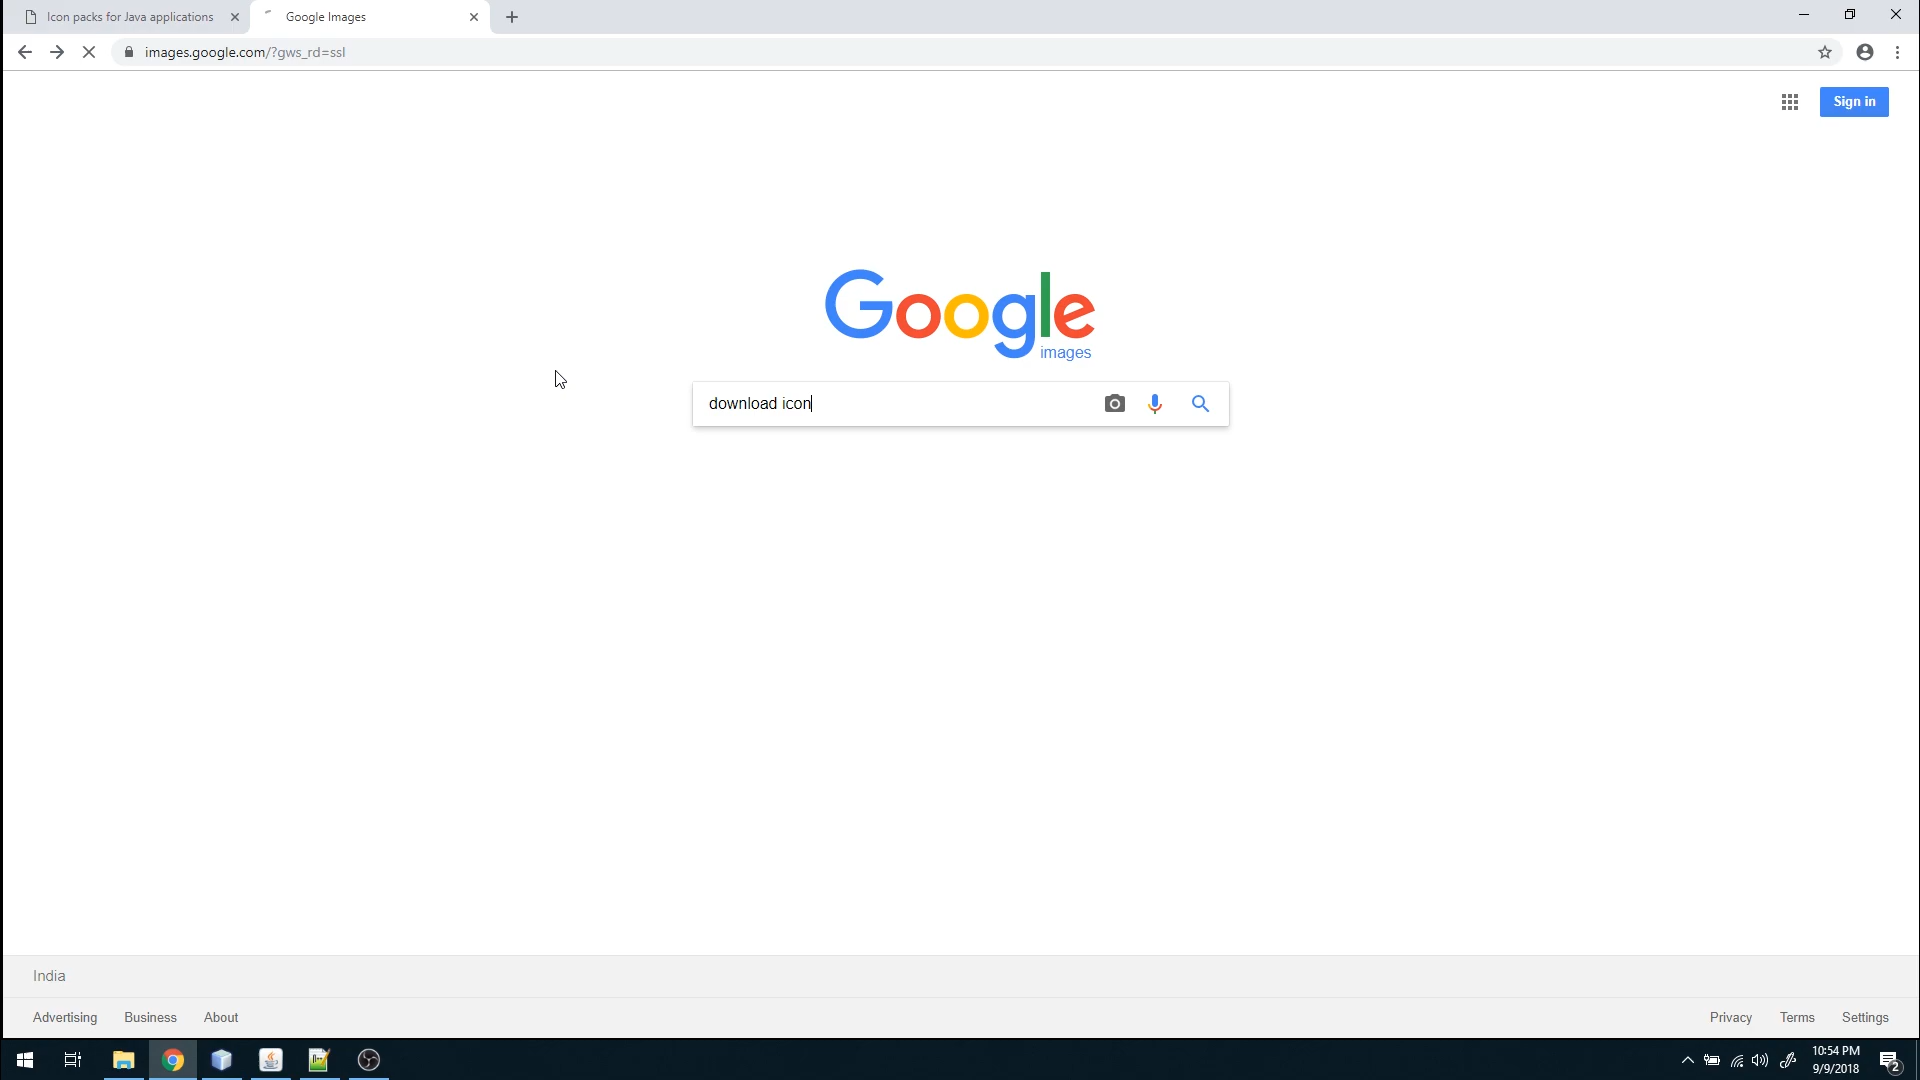 Icon packs for Java applications
Google Images
images.google.com/?gws_rd=ssl
Sign in
Google
images
download icon
India
Advertising Business About
Privacy Terms Settings
10:54 PM
9/9/2018
2